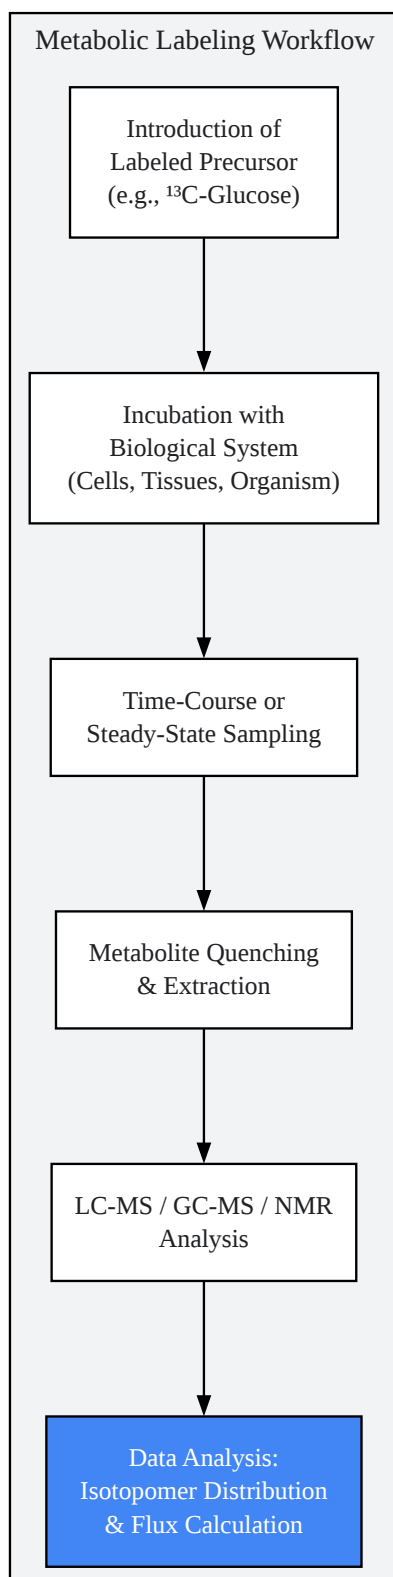 Metabolic Labeling Workflow
Introduction of
Labeled Precursor
(e.g., ¹³C-Glucose)
Incubation with
Biological System
(Cells, Tissues, Organism)
Time-Course or
Steady-State Sampling
Metabolite Quenching
& Extraction
LC-MS / GC-MS / NMR
Analysis
Data Analysis:
Isotopomer Distribution
& Flux Calculation